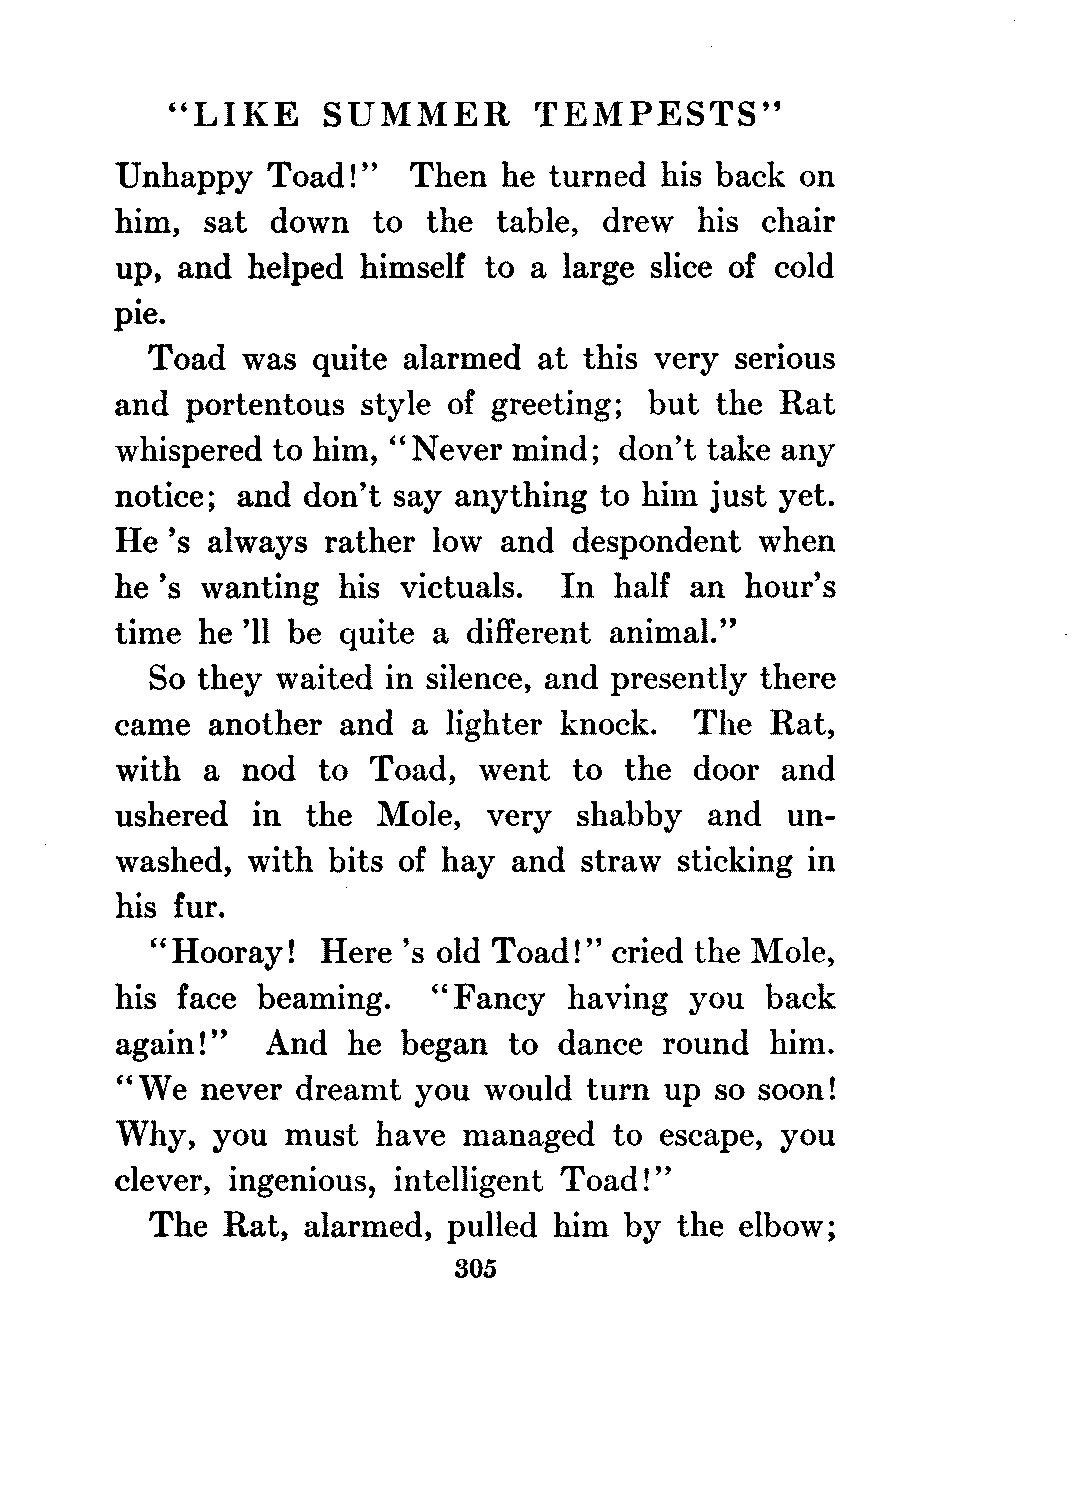 “LIKE SUMMER TEMPESTS”
Unhappy Toad!” Then he turned his back on
him, sat down to the table, drew his chair
up, and helped himself to a large slice of cold
pie.
Toad was quite alarmed at this very serious
and portentous style of greeting; but the Rat
whispered to him, “Never mind; don’t take any
notice; and don’t say anything to him just yet.
He ’s always rather low and despondent when
he ’s wanting his victuals. In half an hour’s
time he ’ll be quite a different animal.”
So they waited in silence, and presently there
came another and a lighter knock. The Rat,
with a nod to Toad, went to the door and
ushered in the Mole, very shabby and un-
washed, with bits of hay and straw sticking in
his fur.
“Hooray! Here ’s old Toad!” cried the Mole,
his face beaming. “Fancy having you back
again!” And he began to dance round him.
“We never dreamt you would turn up so soon!
Why, you must have managed to escape, you
clever, ingenious, intelligent Toad!”
The Rat, alarmed, pulled him by the elbow;
305